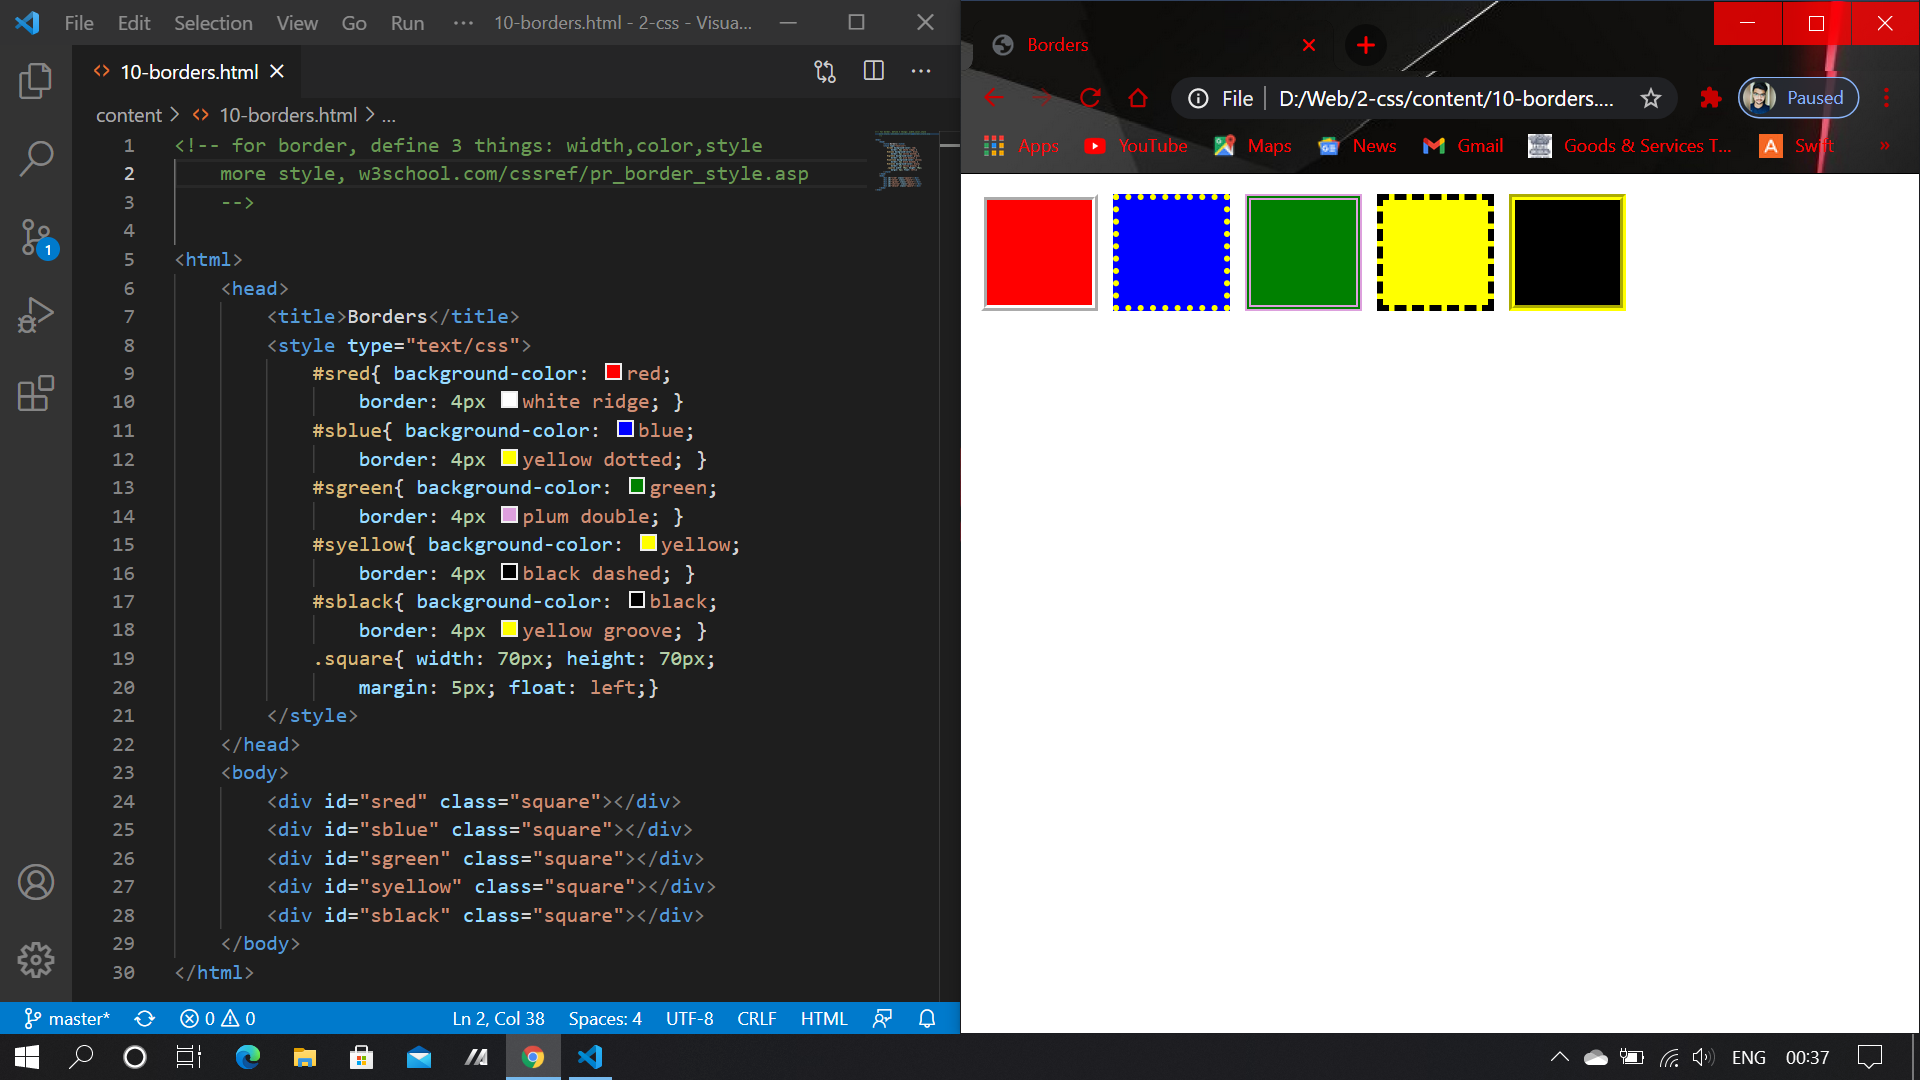 File Edit Selection View Go Run ··· 10-borders.html - 2-css - Visua...
10-borders.html
content > 10-borders.html > ...
1 <!-- for border, define 3 things: width,color,style
2 more style, w3school.com/cssref/pr_border_style.asp
3 -->
4
5 <html>
6 <head>
7 <title>Borders</title>
8 <style type="text/css">
9 #sred{ background-color: red;
10 border: 4px white ridge; }
11 #sblue{ background-color: blue;
12 border: 4px yellow dotted; }
13 #sgreen{ background-color: green;
14 border: 4px plum double; }
15 #syellow{ background-color: yellow;
16 border: 4px black dashed; }
17 #sblack{ background-color: black;
18 border: 4px yellow groove; }
19 .square{ width: 70px; height: 70px;
20 margin: 5px; float: left;}
21 </style>
22 </head>
23 <body>
24 <div id="sred" class="square"></div>
25 <div id="sblue" class="square"></div>
26 <div id="sgreen" class="square"></div>
27 <div id="syellow" class="square"></div>
28 <div id="sblack" class="square"></div>
29 </body>
30 </html>
1
master* 0 0 Ln 2, Col 38 Spaces: 4 UTF-8 CRLF HTML
Borders
File D:/Web/2-css/content/10-borders.... Paused
Apps YouTube Maps News Gmail Goods & Services T... A Swift »
ENG 00:37